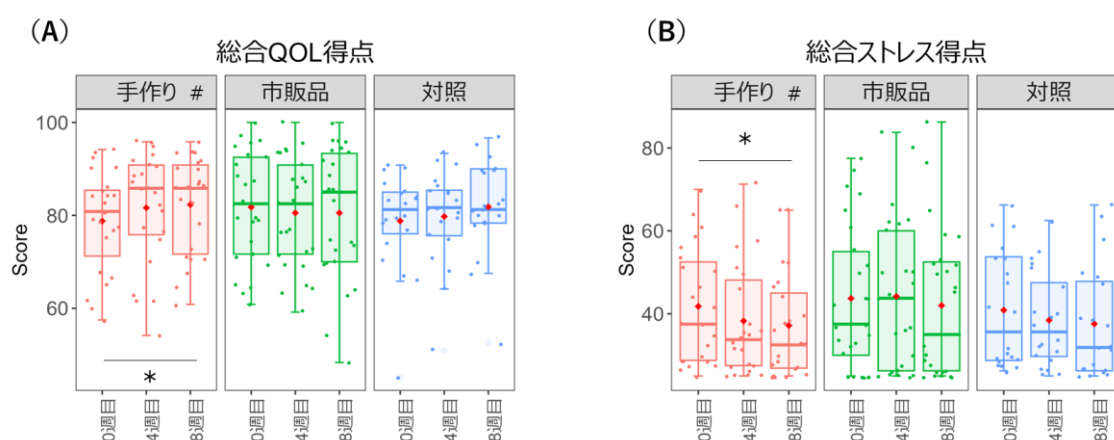 (A)
総合QOL得点
手作り # 市販品 対照
100
80
60
Score
*
0週目 4週目 8週目 0週目 4週目 8週目 0週目 4週目 8週目
(B)
総合ストレス得点
手作り # 市販品 対照
*
80
60
40
Score
0週目 4週目 8週目 0週目 4週目 8週目 0週目 4週目 8週目